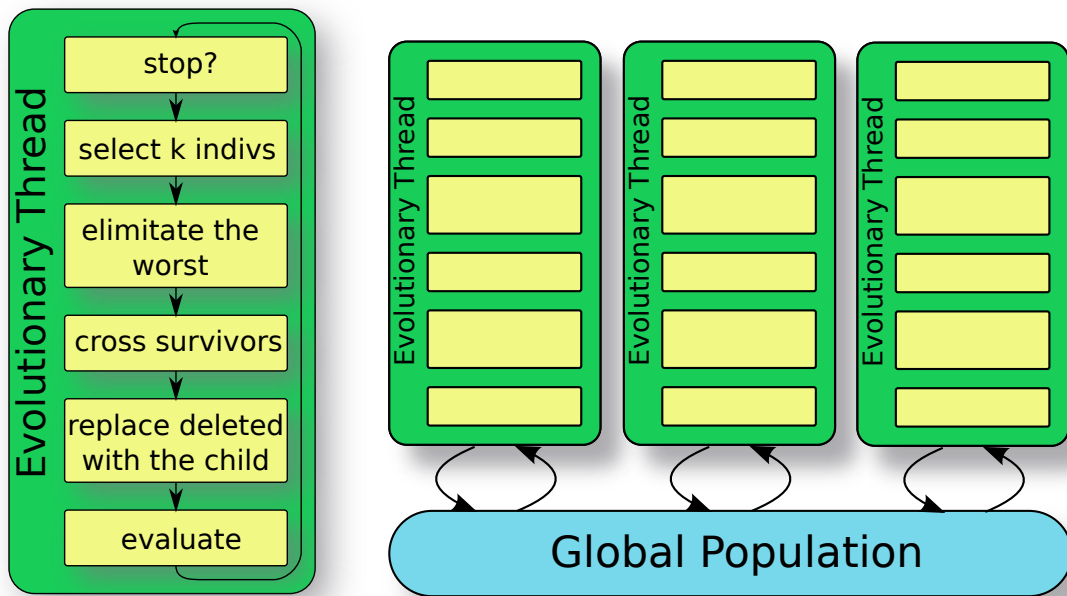 Evolutionary Thread
stop?
select k indivs
elimitate the
worst
cross survivors
replace deleted
with the child
evaluate
Evolutionary Thread
Evolutionary Thread
Evolutionary Thread
Global Population